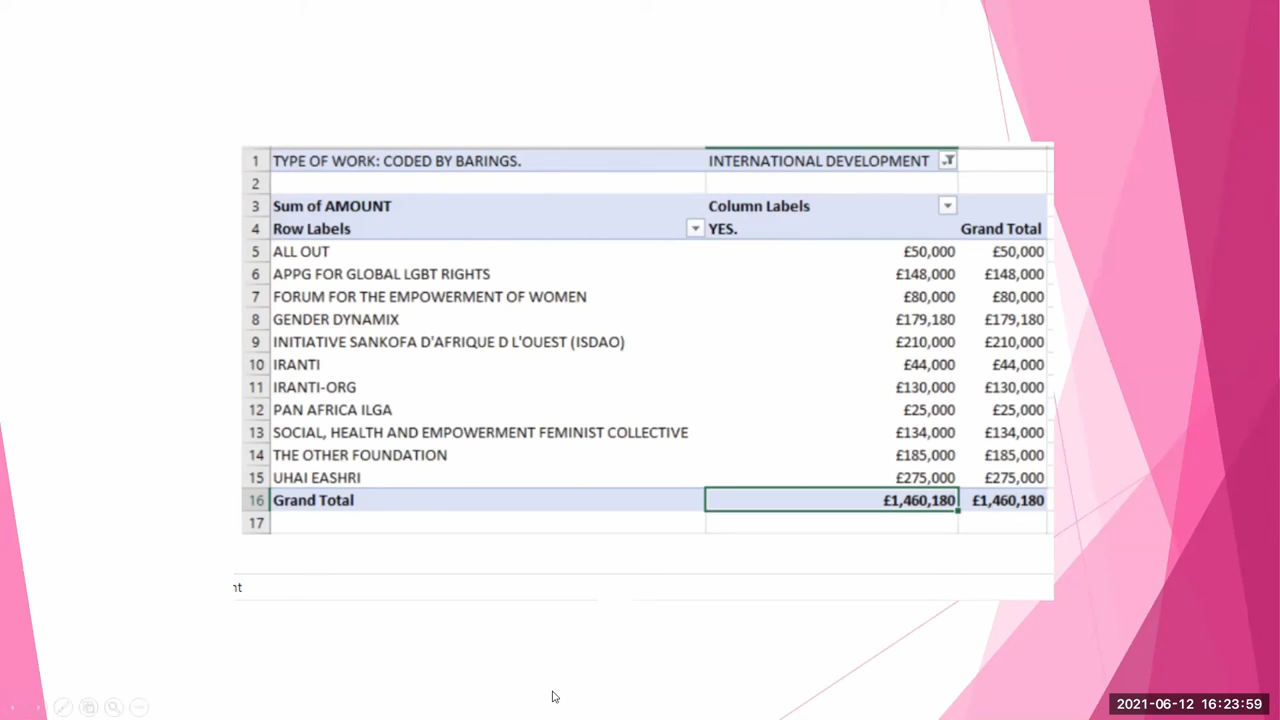 1 TYPE OF WORK: CODED BY BARINGS. INTERNATIONAL DEVELOPMENT
2
3 Sum of AMOUNT Column Labels
4 Row Labels YES. Grand Total
5 ALL OUT £50,000 £50,000
6 APPG FOR GLOBAL LGBT RIGHTS £148,000 £148,000
7 FORUM FOR THE EMPOWERMENT OF WOMEN £80,000 £80,000
8 GENDER DYNAMIX £179,180 £179,180
9 INITIATIVE SANKOFA D'AFRIQUE D L'OUEST (ISDAO) £210,000 £210,000
10 IRANTI £44,000 £44,000
11 IRANTI-ORG £130,000 £130,000
12 PAN AFRICA ILGA £25,000 £25,000
13 SOCIAL, HEALTH AND EMPOWERMENT FEMINIST COLLECTIVE £134,000 £134,000
14 THE OTHER FOUNDATION £185,000 £185,000
15 UHAI EASHRI £275,000 £275,000
16 Grand Total £1,460,180 £1,460,180
17
nt
2021-06-12 16:23:59